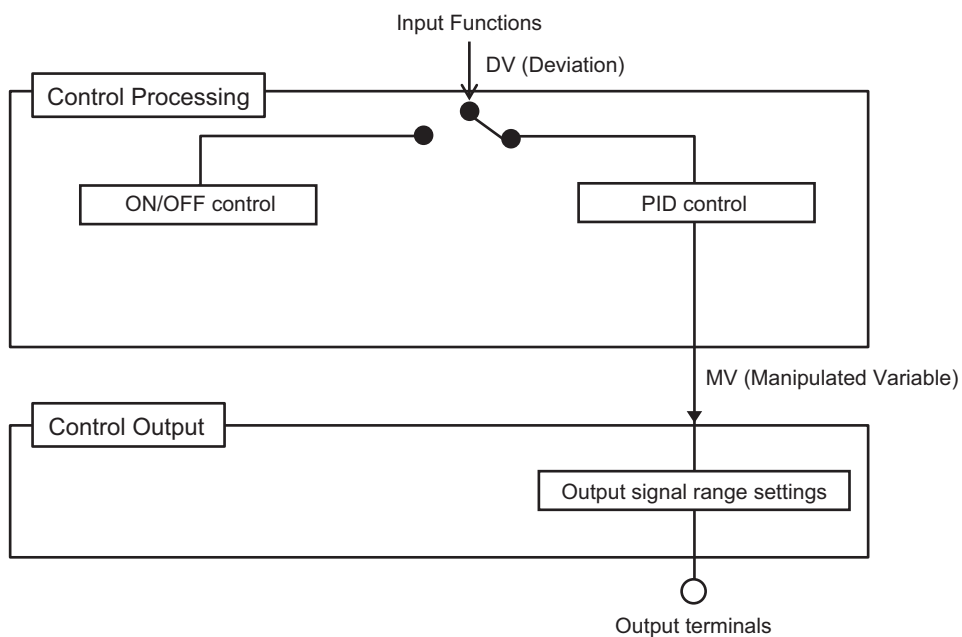 Input Functions
DV (Deviation)
Control Processing
ON/OFF control
PID control
MV (Manipulated Variable)
Control Output
Output signal range settings
Output terminals